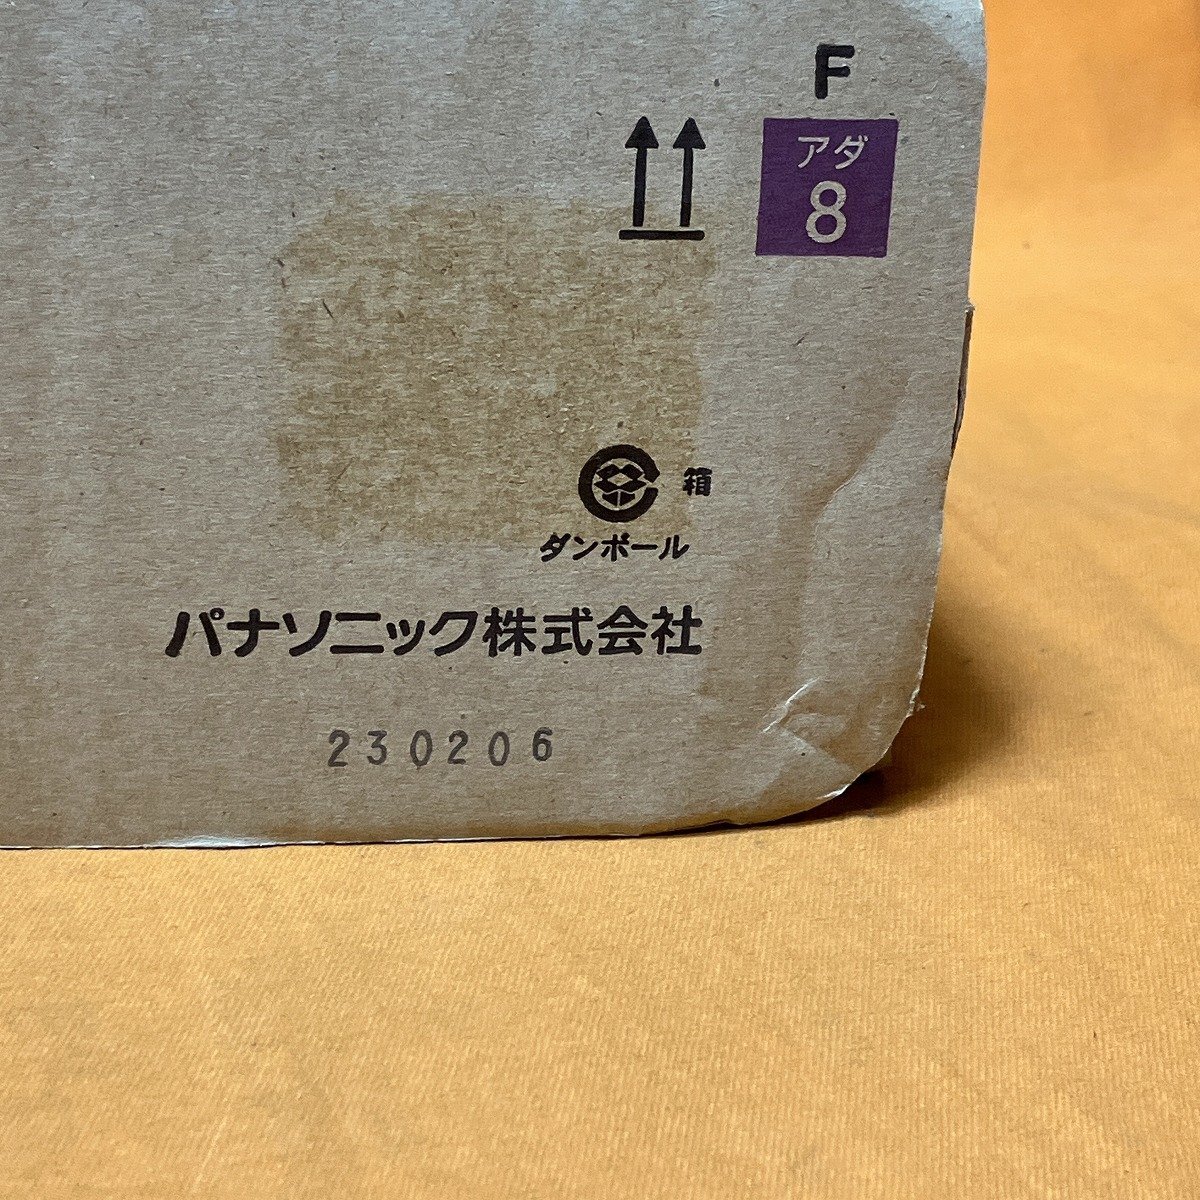 F
アダ
8
箱
ダンボール
パナソニック株式会社
230206